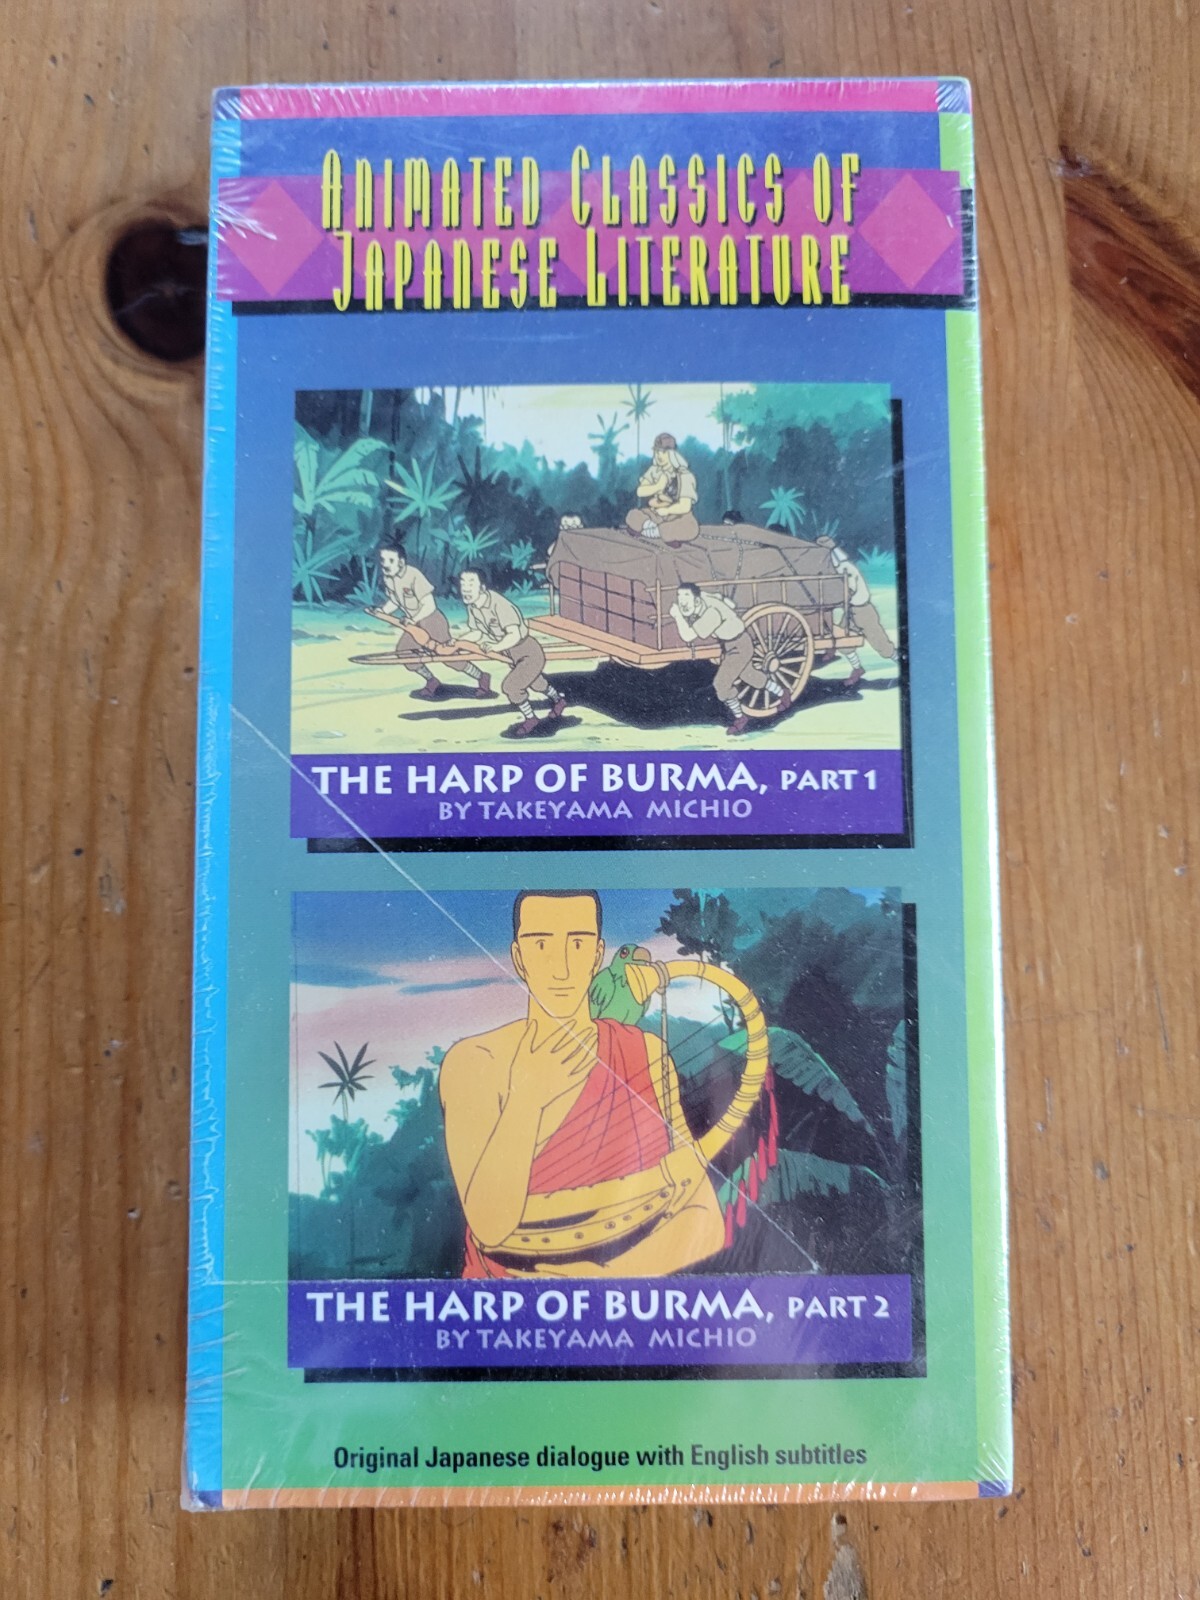 ANIMATED CLASSICS OF
JAPANESE LITERATURE
THE HARP OF BURMA, PART 1
BY TAKEYAMA MICHIO
THE HARP OF BURMA, PART 2
BY TAKEYAMA MICHIO
Original Japanese dialogue with English subtitles